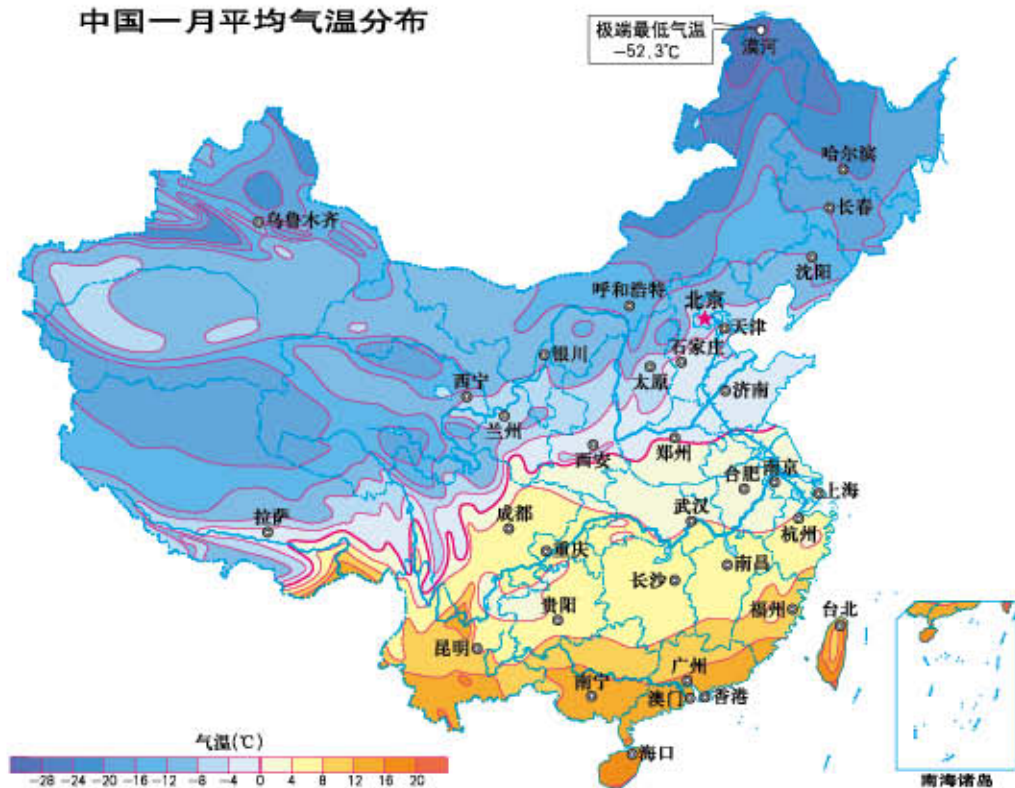 中国一月平均气温分布
极端最低气温
−52.3℃
漠河
哈尔滨
长春
乌鲁木齐
沈阳
呼和浩特
北京
天津
石家庄
银川
太原
西宁
济南
兰州
西安
郑州
合肥
南京
上海
武汉
成都
拉萨
杭州
重庆
南昌
长沙
贵阳
福州
台北
昆明
广州
南宁
澳门
香港
海口
气温(℃)
−28 −24 −20 −16 −12 −8 −4 0 4 8 12 16 20
南海诸岛